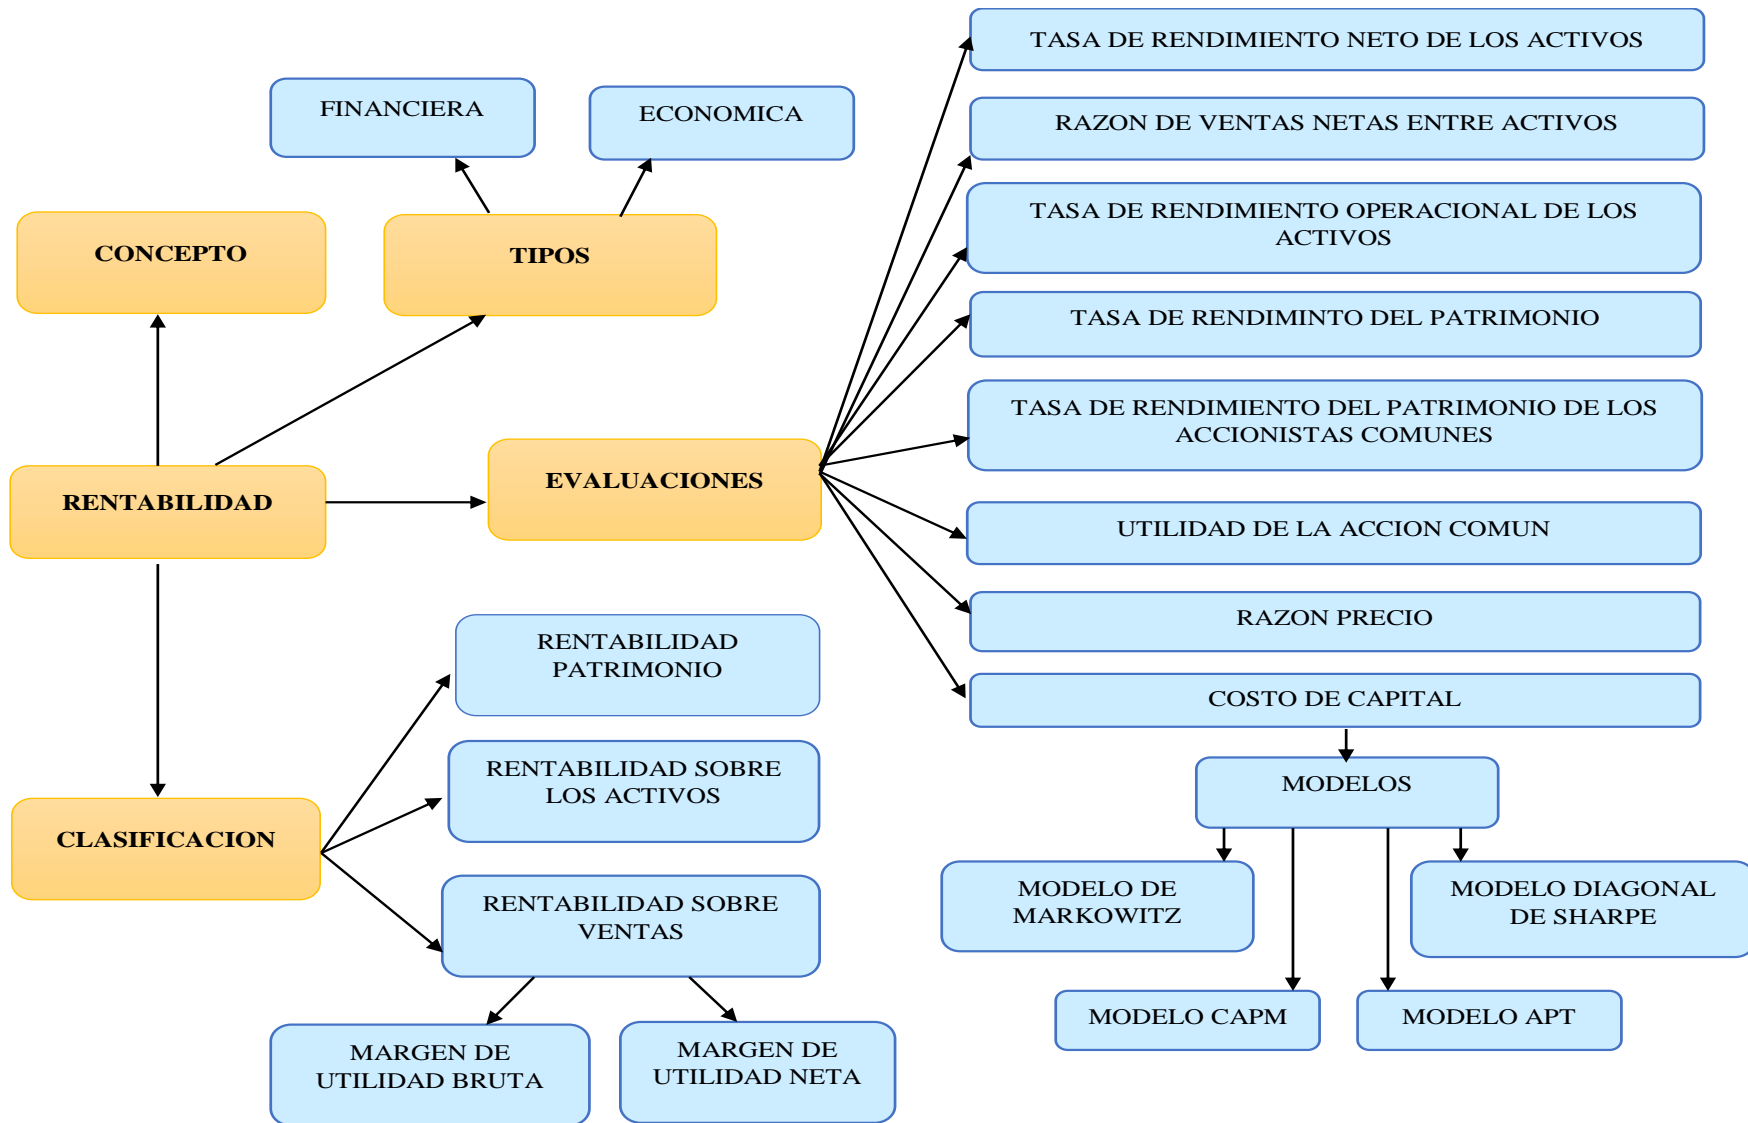 TASA DE RENDIMIENTO NETO DE LOS ACTIVOS
FINANCIERA
ECONOMICA
RAZON DE VENTAS NETAS ENTRE ACTIVOS
TASA DE RENDIMIENTO OPERACIONAL DE LOS
ACTIVOS
CONCEPTO
TIPOS
TASA DE RENDIMINTO DEL PATRIMONIO
TASA DE RENDIMIENTO DEL PATRIMONIO DE LOS
ACCIONISTAS COMUNES
RENTABILIDAD
EVALUACIONES
UTILIDAD DE LA ACCION COMUN
RAZON PRECIO
COSTO DE CAPITAL
MODELOS
MODELO DE
MARKOWITZ
MODELO DIAGONAL
DE SHARPE
MODELO CAPM
MODELO APT
CLASIFICACION
RENTABILIDAD
PATRIMONIO
RENTABILIDAD SOBRE
LOS ACTIVOS
RENTABILIDAD SOBRE
VENTAS
MARGEN DE
UTILIDAD BRUTA
MARGEN DE
UTILIDAD NETA